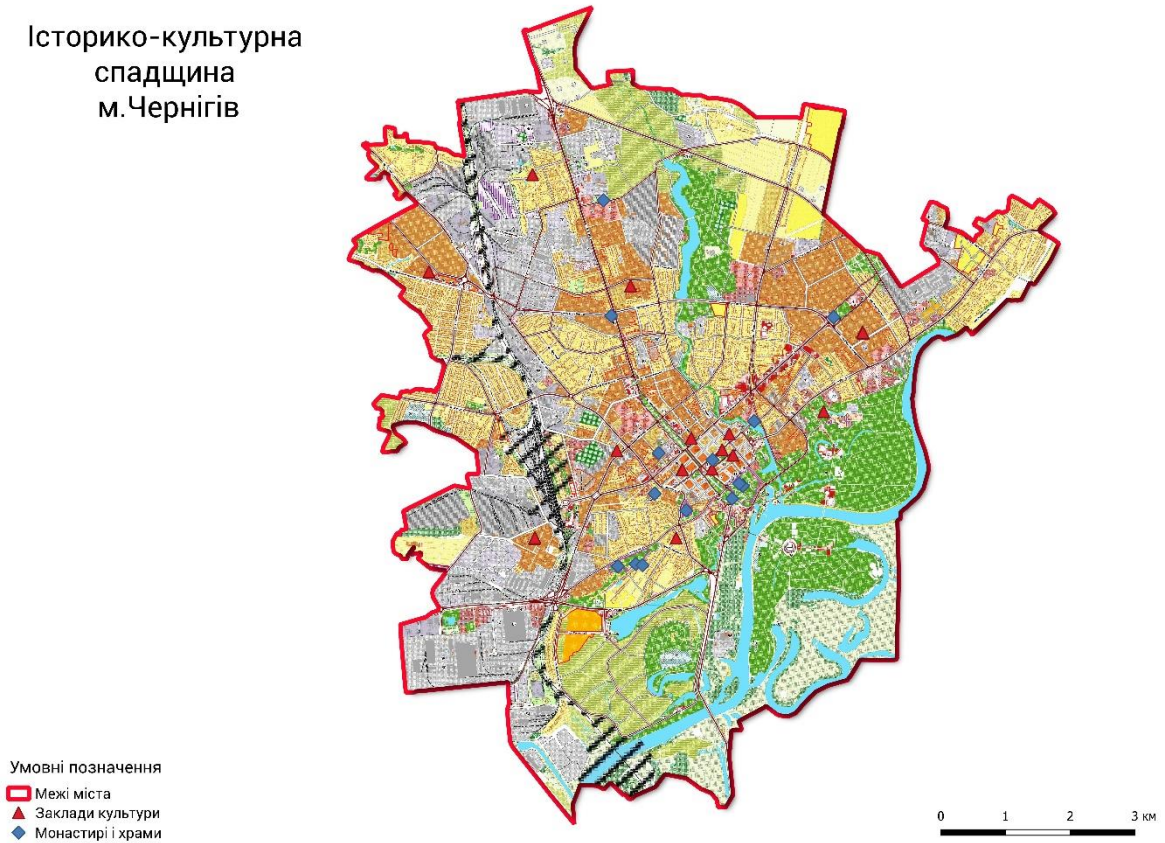 Історико-культурна
спадщина
м.Чернігів
Умовні позначення
Межі міста
Заклади культури
Монастирі і храми
0 1 2 3 км